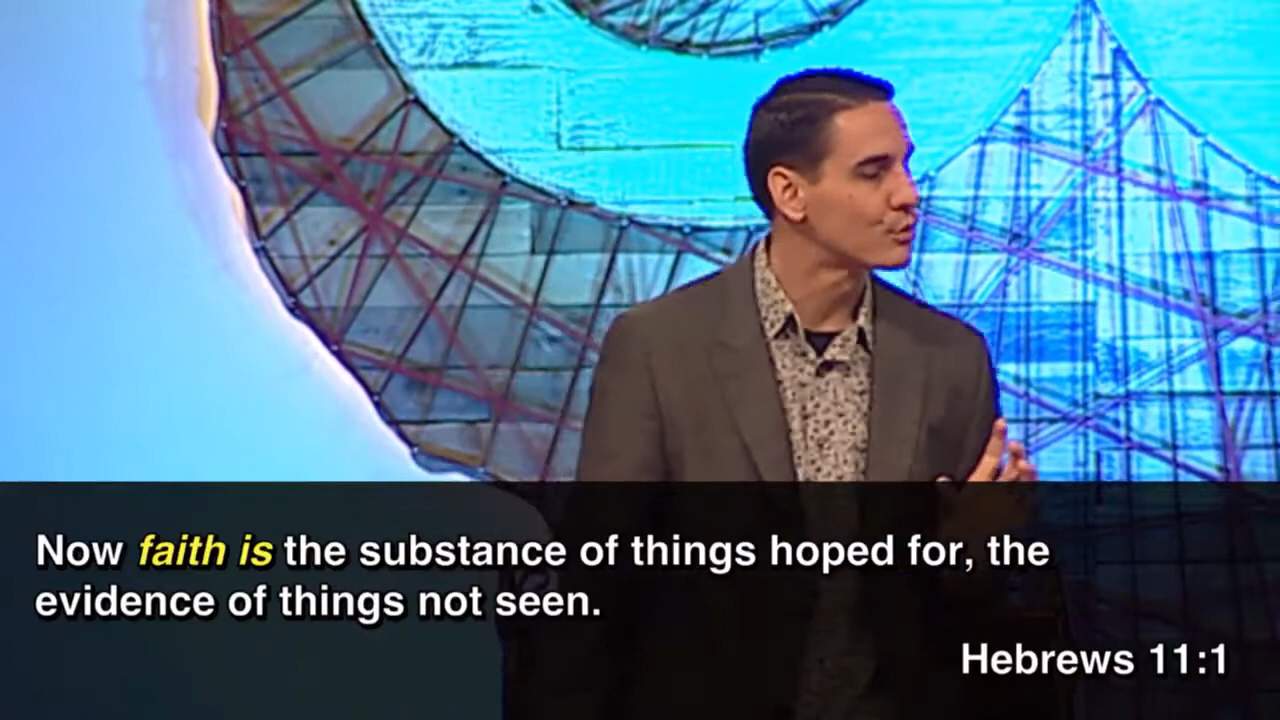 Now faith is the substance of things hoped for, the
evidence of things not seen.
Hebrews 11:1